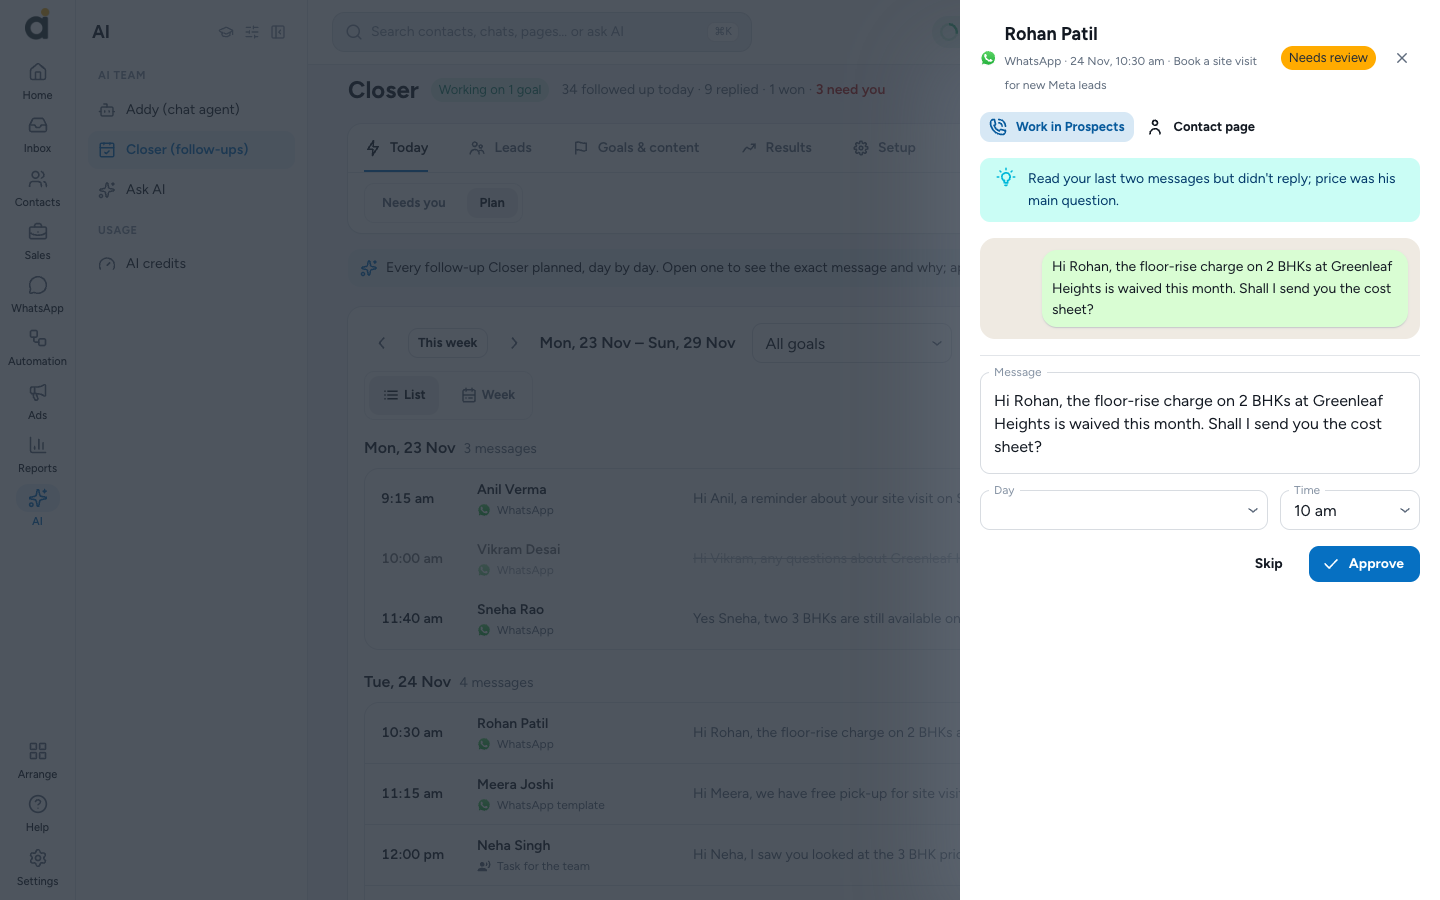 Home
Inbox
Contacts
Sales
WhatsApp
Automation
Ads
Reports
AI
Arrange
Help
Settings
AI
AI TEAM
Addy (chat agent)
Closer (follow-ups)
Ask AI
USAGE
AI credits
Search contacts, chats, pages... or ask AI
⌘K
Closer
Working on 1 goal
34 followed up today · 9 replied · 1 won · 3 need you
Today
Leads
Goals & content
Results
Setup
Needs you
Plan
Every follow-up Closer planned, day by day. Open one to see the exact message and why;
This week
Mon, 23 Nov – Sun, 29 Nov
All goals
List
Week
Mon, 23 Nov 3 messages
9:15 am
Anil Verma
WhatsApp
Hi Anil, a reminder about your site visit on
10:00 am
Vikram Desai
WhatsApp
Hi Vikram, any questions about Greenleaf
11:40 am
Sneha Rao
WhatsApp
Yes Sneha, two 3 BHKs are still available on
Tue, 24 Nov 4 messages
10:30 am
Rohan Patil
WhatsApp
Hi Rohan, the floor-rise charge on 2 BHKs
11:15 am
Meera Joshi
WhatsApp template
Hi Meera, we have free pick-up for site
12:00 pm
Neha Singh
Task for the team
Hi Neha, I saw you looked at the 3 BHK
Rohan Patil
WhatsApp · 24 Nov, 10:30 am · Book a site visit
for new Meta leads
Needs review
Work in Prospects
Contact page
Read your last two messages but didn't reply; price was his
main question.
Hi Rohan, the floor-rise charge on 2 BHKs at Greenleaf
Heights is waived this month. Shall I send you the cost
sheet?
Message
Hi Rohan, the floor-rise charge on 2 BHKs at Greenleaf
Heights is waived this month. Shall I send you the cost
sheet?
Day
Time
10 am
Skip
Approve